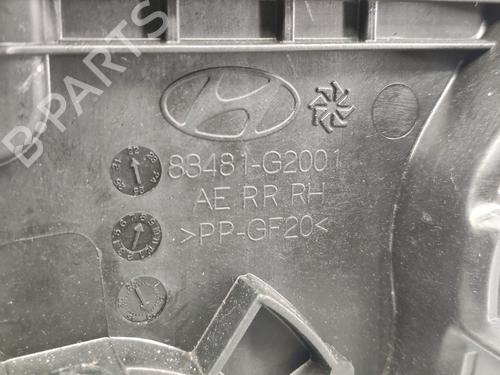 B-PARTS
83481-G2001
AE RR RH
>PP-GF20<